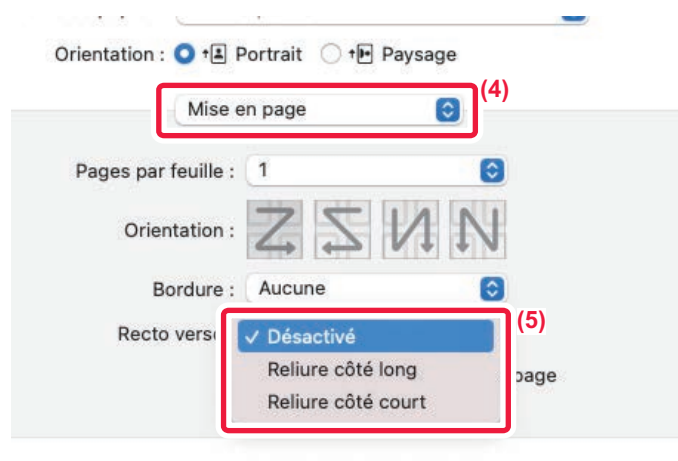 Orientation : Portrait Paysage
(4)
Mise en page
Pages par feuille : 1
Orientation :
Bordure : Aucune
(5)
Recto vers ✓ Désactivé
Reliure côté long
page
Reliure côté court